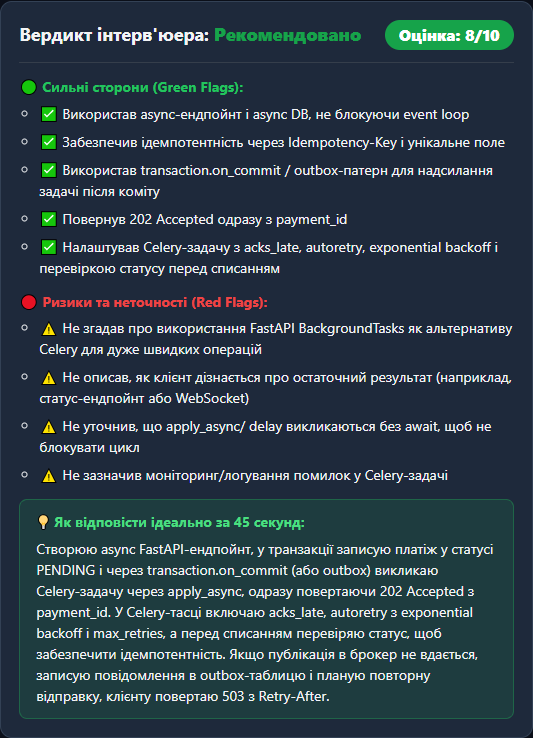 Вердикт інтерв'юера: Рекомендовано
Оцінка: 8/10
Сильні сторони (Green Flags):
Використав async-ендпойнт і async DB, не блокуючи event loop
Забезпечив ідемпотентність через Idempotency-Key і унікальне поле
Використав transaction.on_commit / outbox-патерн для надсилання
задачі після коміту
Повернув 202 Accepted одразу з payment_id
Налаштував Celery-задачу з acks_late, autoretry, exponential backoff і
перевіркою статусу перед списанням
Ризики та неточності (Red Flags):
Не згадав про використання FastAPI BackgroundTasks як альтернативу
Celery для дуже швидких операцій
Не описав, як клієнт дізнається про остаточний результат (наприклад,
статус-ендпойнт або WebSocket)
Не уточнив, що apply_async/ delay викликаються без await, щоб не
блокувати цикл
Не зазначив моніторинг/логування помилок у Celery-задачі
Як відповісти ідеально за 45 секунд:
Створюю async FastAPI-ендпойнт, у транзакції записую платіж у статусі
PENDING і через transaction.on_commit (або outbox) викликаю
Celery-задачу через apply_async, одразу повертаючи 202 Accepted з
payment_id. У Celery-тасці включаю acks_late, autoretry з exponential
backoff і max_retries, а перед списанням перевіряю статус, щоб
забезпечити ідемпотентність. Якщо публікація в брокер не вдається,
записую повідомлення в outbox-таблицю і планую повторну
відправку, клієнту повертаю 503 з Retry-After.